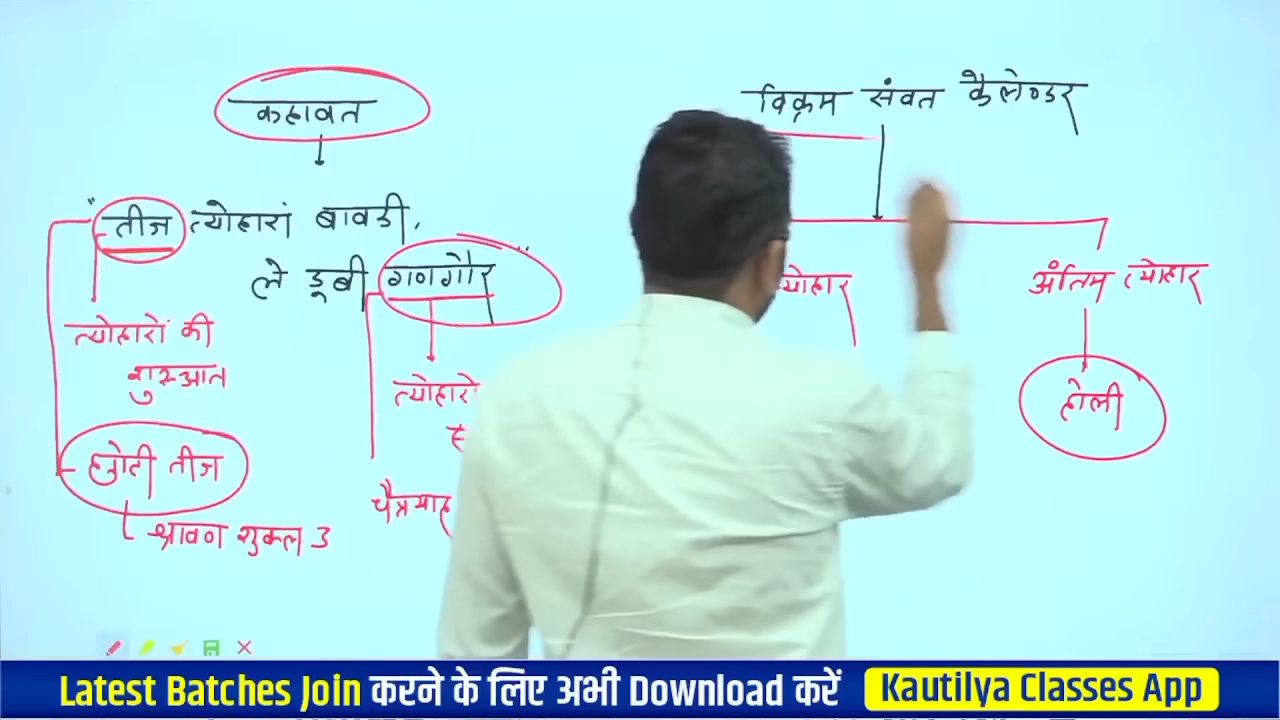 कहावत
"तीज त्योहारां बावडी,
ले डूबी गणगौर"
त्योहारों की
शुरुआत
छोटी तीज
श्रावण शुक्ल 3
त्योहारों
चैत्रमाह
विक्रम संवत कैलेण्डर
त्योहार
अंतिम त्योहार
होली
Latest Batches Join करने के लिए अभी Download करें Kautilya Classes App